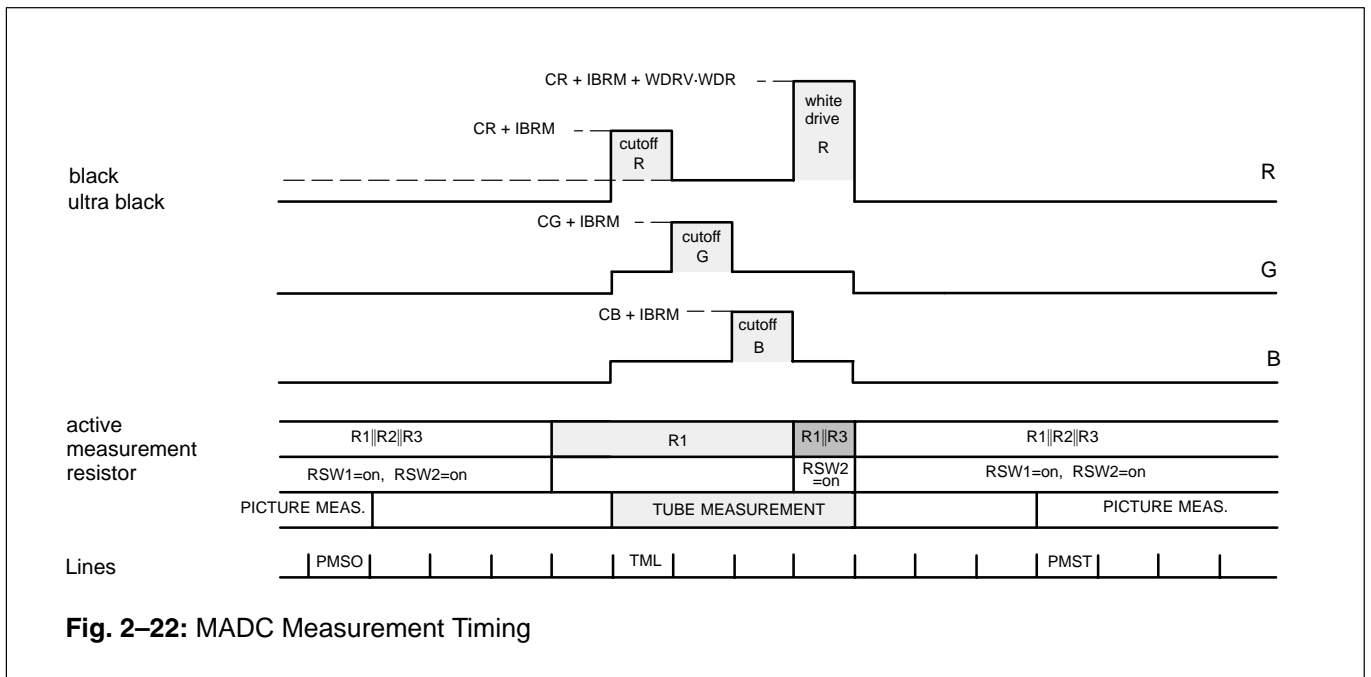 CR + IBRM + WDRV·WDR
white
drive
R
CR + IBRM
cutoff
R
black
ultra black
R
CG + IBRM
cutoff
G
G
CB + IBRM
cutoff
B
B
active
measurement
resistor
R1||R2||R3
R1
R1||R3
R1||R2||R3
RSW1=on, RSW2=on
RSW2
=on
RSW1=on, RSW2=on
PICTURE MEAS.
TUBE MEASUREMENT
PICTURE MEAS.
Lines
PMSO
TML
PMST
Fig. 2–22: MADC Measurement Timing